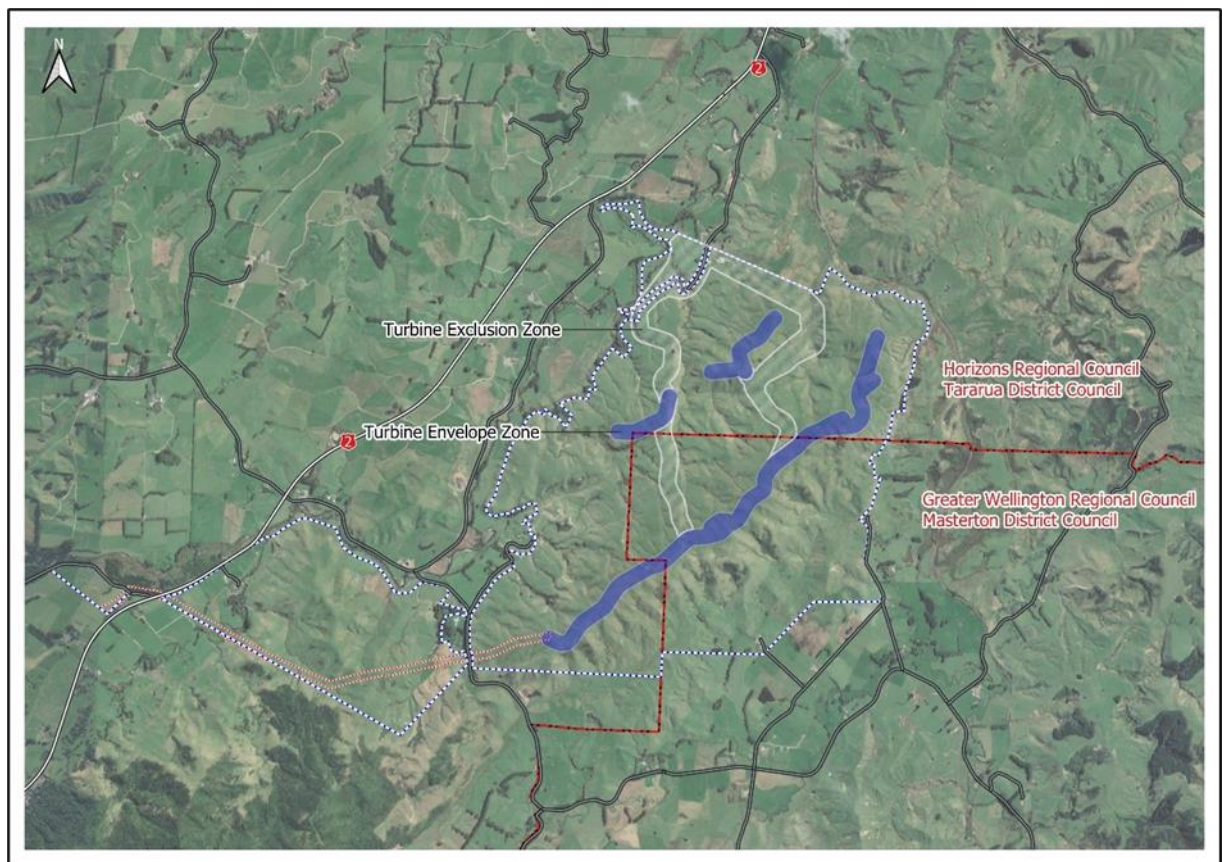 N
2
Turbine Exclusion Zone
Horizons Regional Council
Tararua District Council
Turbine Envelope Zone
2
Greater Wellington Regional Council
Masterton District Council